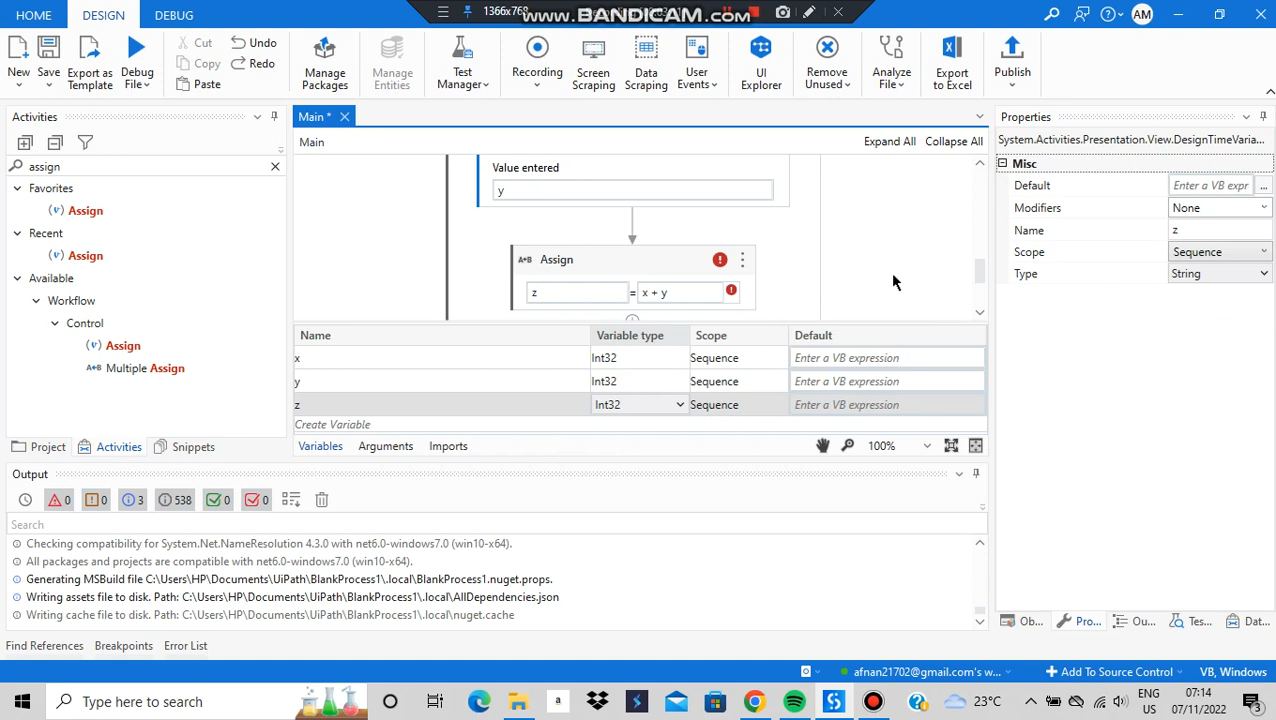 1366x768
www.BANDICAM.com
HOME
DESIGN
DEBUG
AM
New
Save
Export as
Template
Debug
File
Cut
Copy
Paste
Undo
Redo
Manage
Packages
Manage
Entities
Test
Manager
Recording
Screen
Scraping
Data
Scraping
User
Events
UI
Explorer
Remove
Unused
Analyze
File
Export
to Excel
Publish
Activities
assign
Favorites
Assign
Recent
Assign
Available
Workflow
Control
Assign
A+B Multiple Assign
Project
Activities
Snippets
Main *
Main
Expand All
Collapse All
Value entered
y
A+B Assign
z = x + y
Name
Variable type
Scope
Default
x
Int32
Sequence
Enter a VB expression
y
Int32
Sequence
Enter a VB expression
z
Int32
Sequence
Enter a VB expression
Create Variable
Variables
Arguments
Imports
100%
Properties
System.Activities.Presentation.View.DesignTimeVaria...
Misc
Default
Enter a VB expr
...
Modifiers
None
Name
z
Scope
Sequence
Type
String
Ob...
Pro...
Ou...
Tes...
Dat...
Output
0
0
3
538
0
0
Search
Checking compatibility for System.Net.NameResolution 4.3.0 with net6.0-windows7.0 (win10-x64).
All packages and projects are compatible with net6.0-windows7.0 (win10-x64).
Generating MSBuild file C:\Users\HP\Documents\UiPath\BlankProcess1\.local\BlankProcess1.nuget.props.
Writing assets file to disk. Path: C:\Users\HP\Documents\UiPath\BlankProcess1\.local\AllDependencies.json
Writing cache file to disk. Path: C:\Users\HP\Documents\UiPath\BlankProcess1\.local\nuget.cache
Find References
Breakpoints
Error List
afnan21702@gmail.com's w...
Add To Source Control
VB, Windows
Type here to search
23°C
ENG
US
07:14
07/11/2022
3